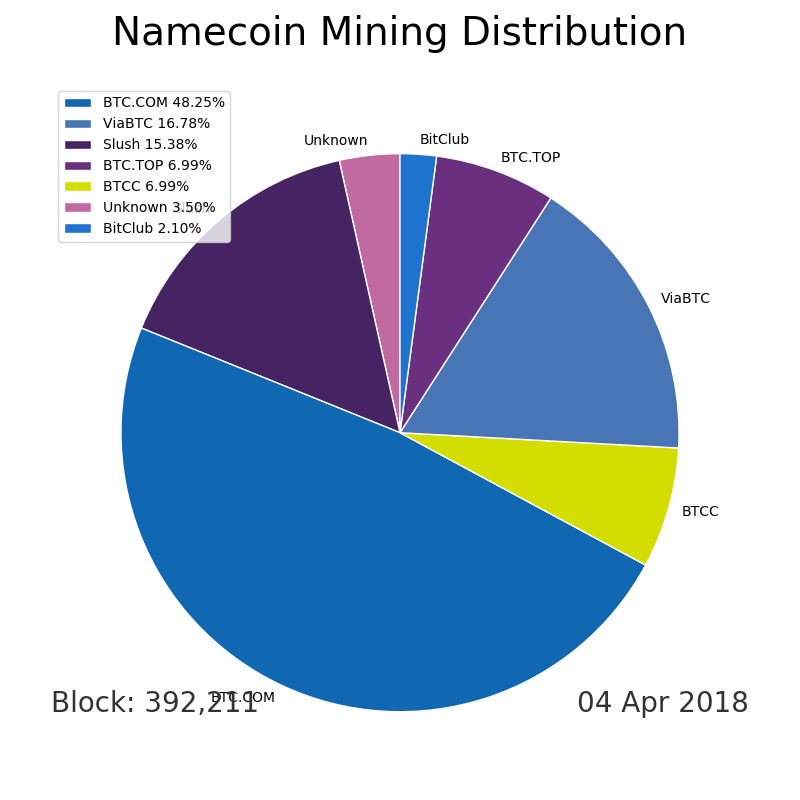 Namecoin Mining Distribution
BTC.COM 48.25%
ViaBTC 16.78%
Slush 15.38%
BTC.TOP 6.99%
BTCC 6.99%
Unknown 3.50%
BitClub 2.10%
Unknown
BitClub
BTC.TOP
ViaBTC
BTCC
BTC.COM
Block: 392,211
04 Apr 2018